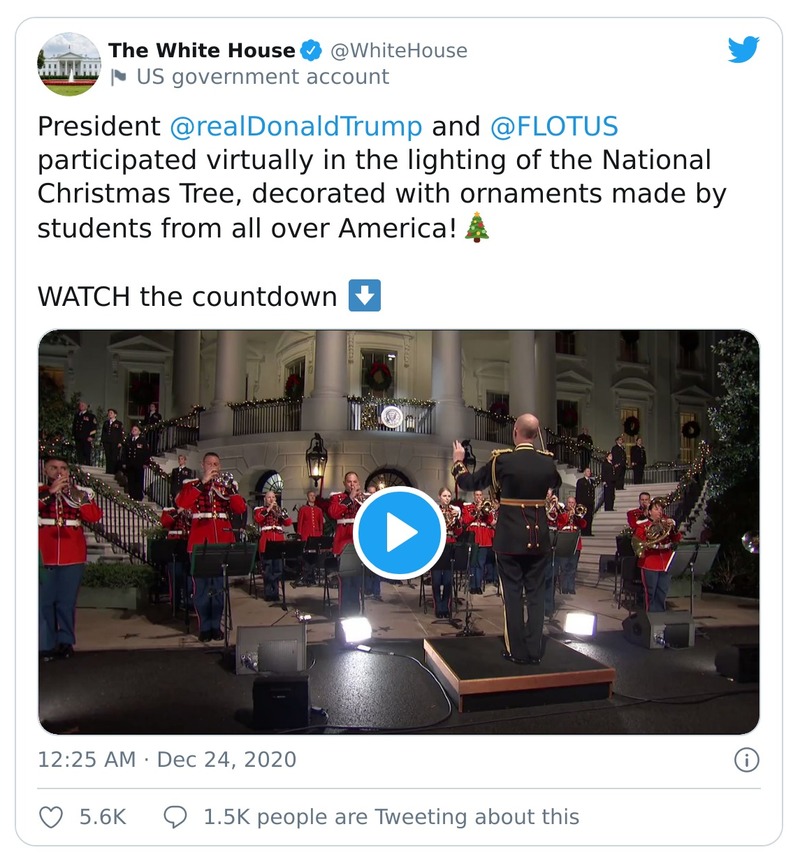 The White House @WhiteHouse
US government account
President @realDonaldTrump and @FLOTUS
participated virtually in the lighting of the National
Christmas Tree, decorated with ornaments made by
students from all over America!🎄
WATCH the countdown ⬇️
12:25 AM · Dec 24, 2020
5.6K 1.5K people are Tweeting about this